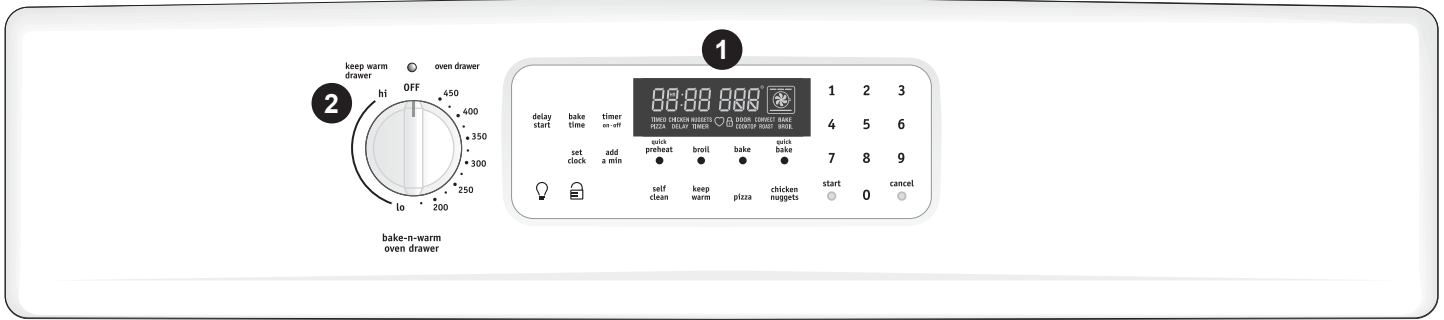 1
keep warm
drawer
oven drawer
2
hi
OFF
450
400
350
300
250
200
lo
bake-n-warm
oven drawer
delay
start
bake
time
timer
on-off
set
clock
add
a min
88:88 888°
TIMED CHICKEN NUGGETS DOOR CONVECT BAKE
PIZZA DELAY TIMER COOKTOP ROAST BROIL
quick
preheat
broil
bake
quick
bake
self
clean
keep
warm
pizza
chicken
nuggets
1 2 3
4 5 6
7 8 9
start
0
cancel